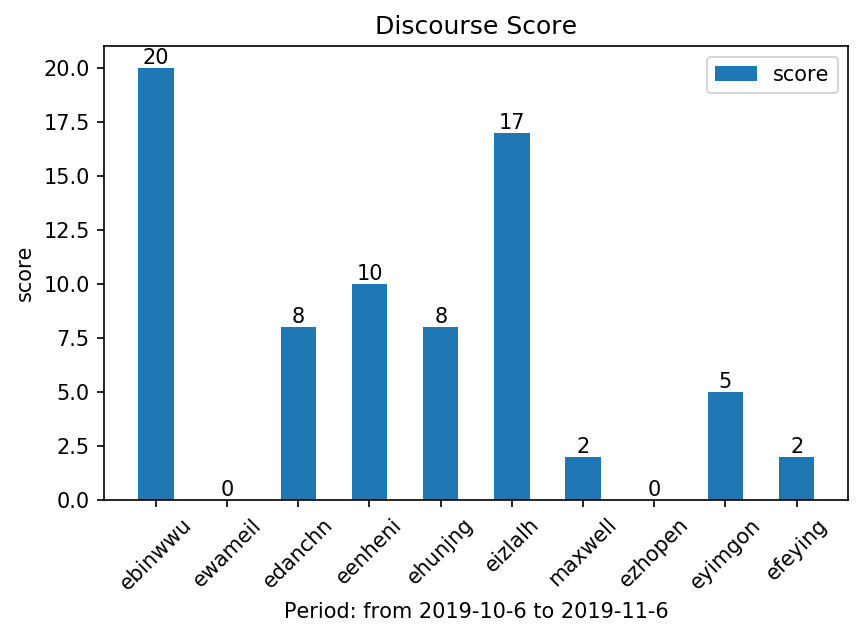 Discourse Score
score
20.0
17.5
15.0
12.5
10.0
7.5
5.0
2.5
0.0
score
20
0
8
10
8
17
2
0
5
2
ebinwwu
ewameil
edanchn
eenheni
ehunjng
eizlalh
maxwell
ezhopen
eyimgon
efeying
Period: from 2019-10-6 to 2019-11-6